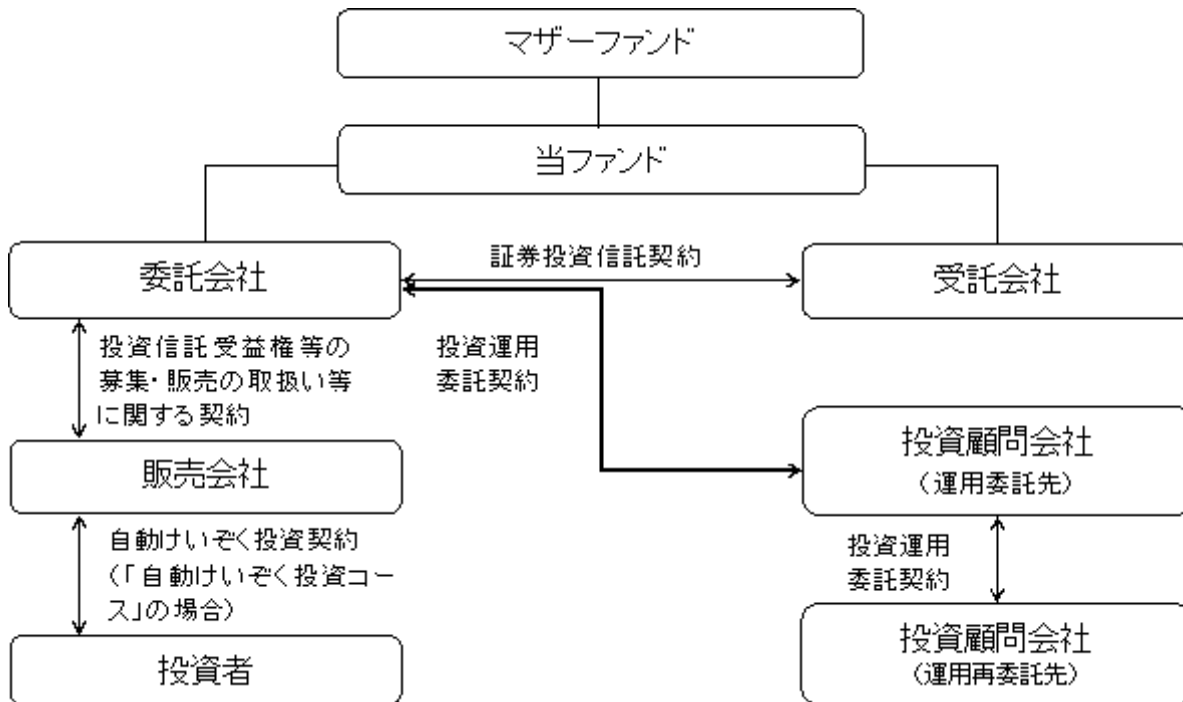 マザーファンド
当ファンド
委託会社
証券投資信託契約
受託会社
投資信託受益権等の
募集・販売の取扱い等
に関する契約
投資運用
委託契約
販売会社
投資顧問会社
（運用委託先）
自動けいぞく投資契約
（「自動けいぞく投資コー
ス」の場合）
投資運用
委託契約
投資者
投資顧問会社
（運用再委託先）